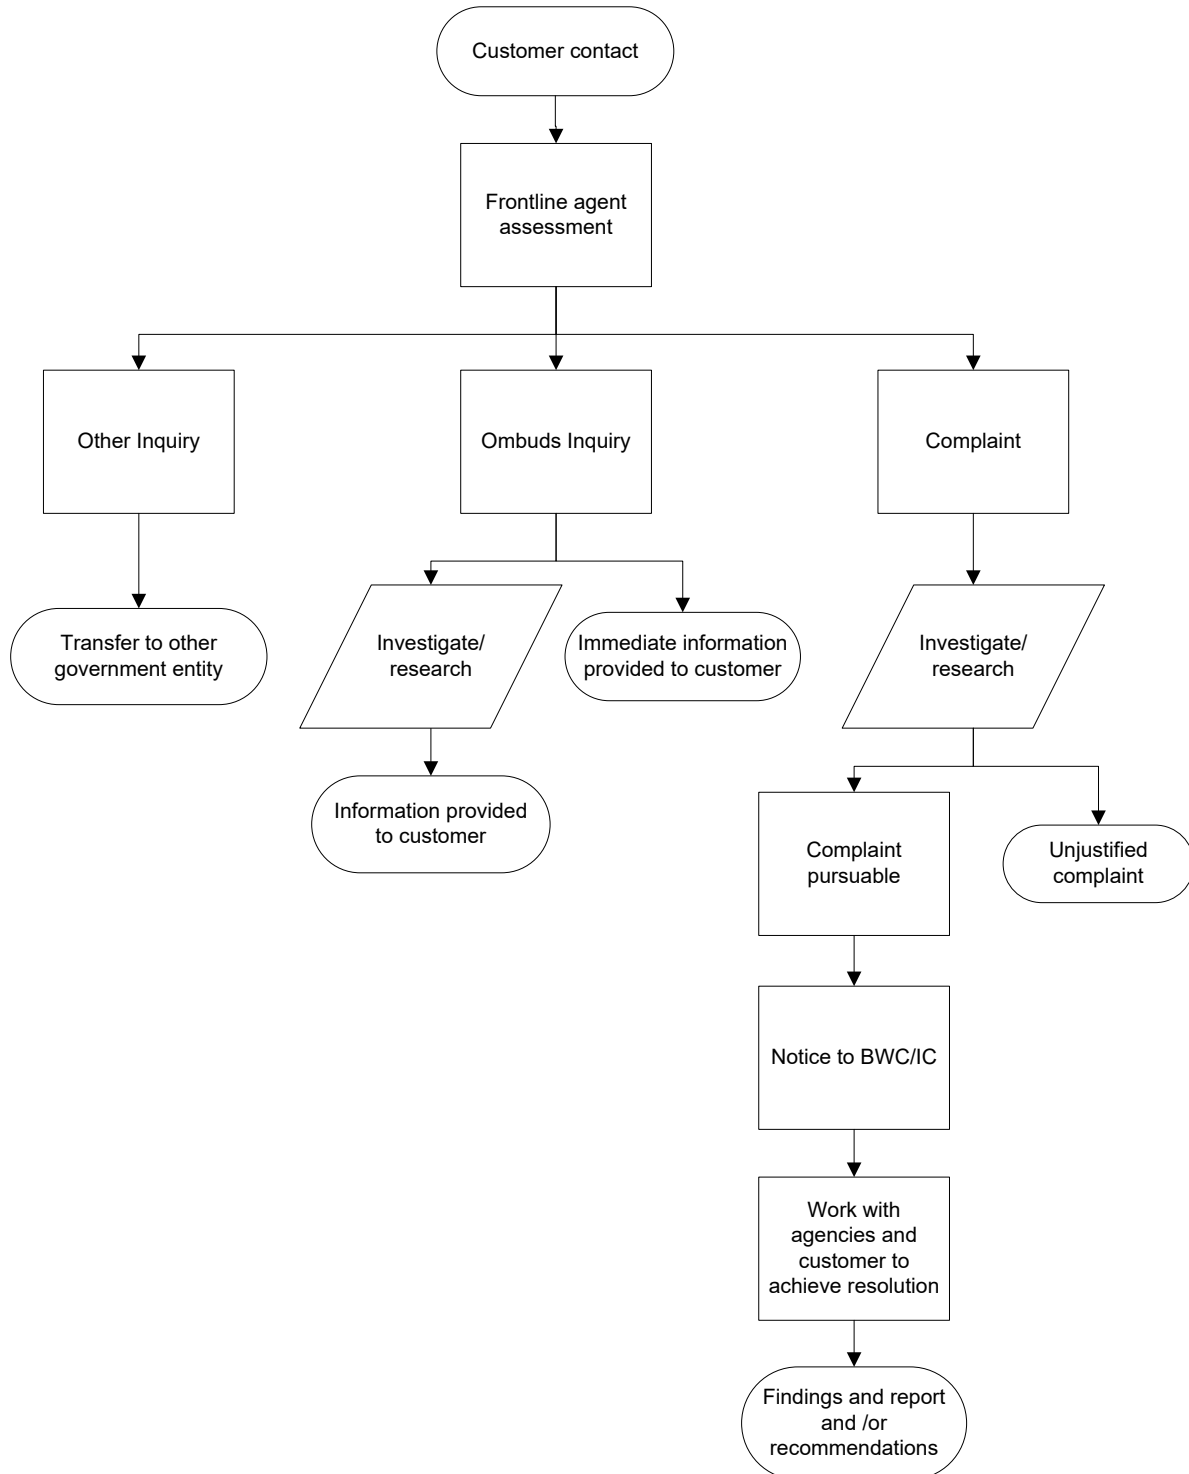 Customer contact
Frontline agent
assessment
Other Inquiry
Ombuds Inquiry
Complaint
Transfer to other
government entity
Investigate/
research
Immediate information
provided to customer
Investigate/
research
Information provided
to customer
Complaint
pursuable
Unjustified
complaint
Notice to BWC/IC
Work with
agencies and
customer to
achieve resolution
Findings and report
and /or
recommendations